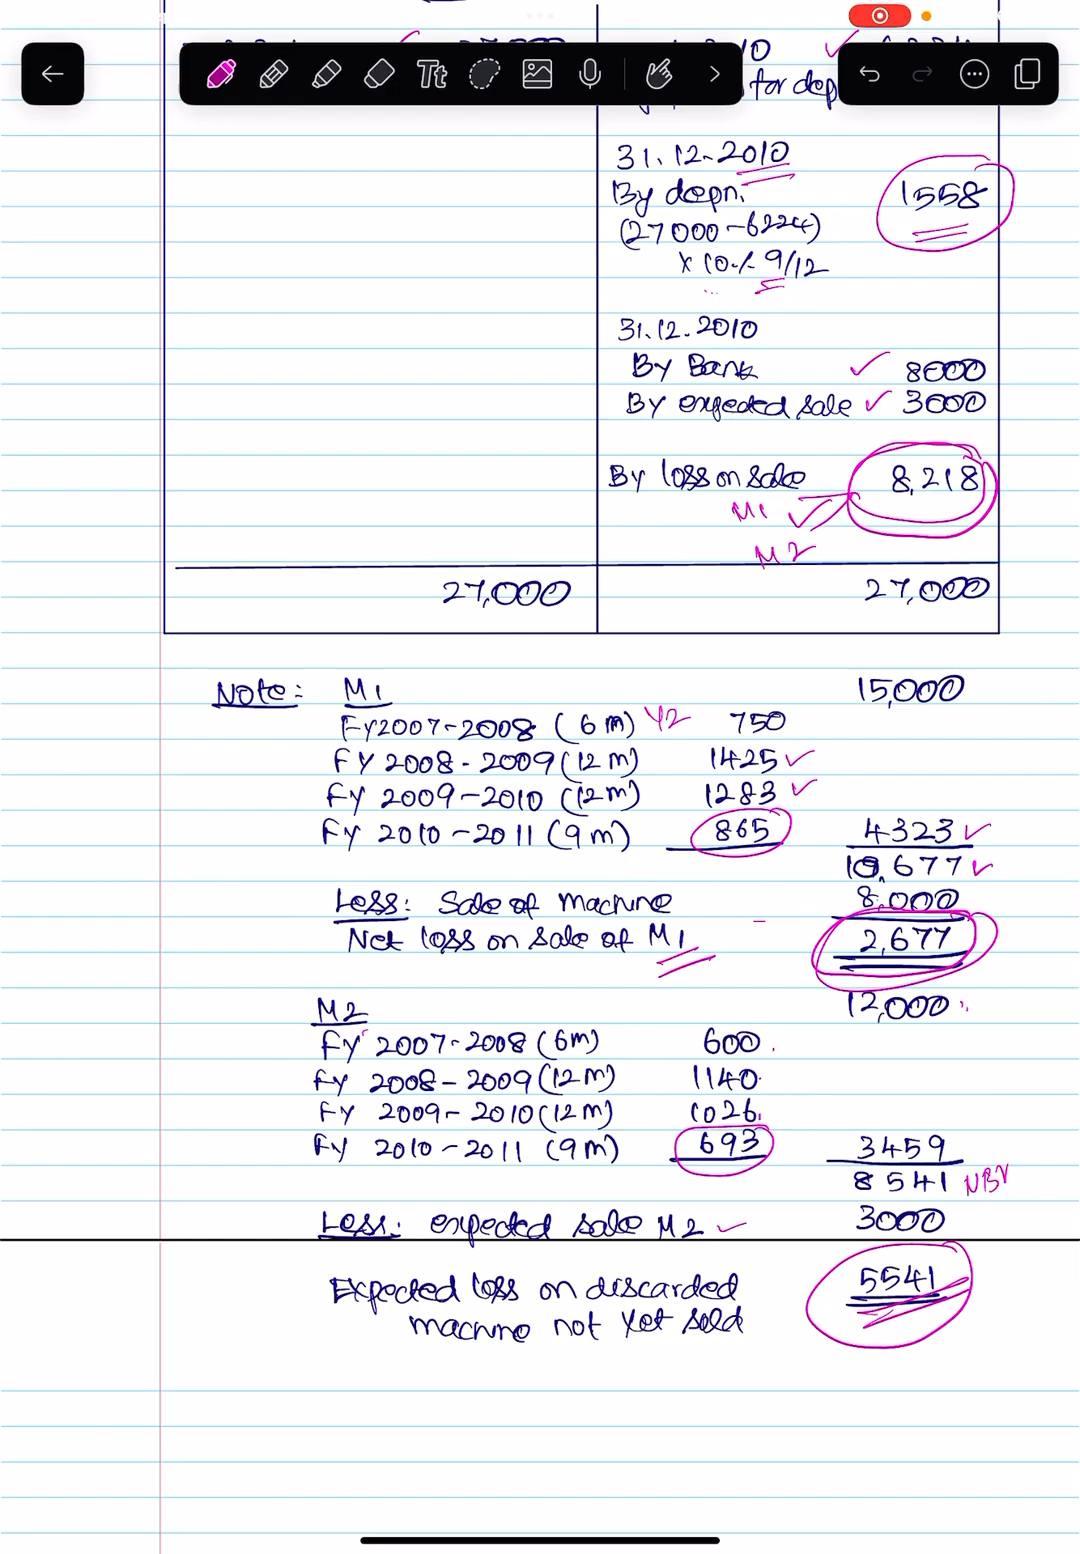 Tt
10
for dep
31.12.2010
By depn.
(27000-6224)
x 10% 9/12
1558
31.12.2010
By Bank 8000
By expected sale 3000
By loss on sale 8,218
M1
M2
27,000 27,000
Note: M1 15,000
FY2007-2008 (6m) Y2 750
FY 2008-2009 (12m) 1425
FY 2009-2010 (12m) 1283
FY 2010-2011 (9m) 865 4323
10,677
Less: Sale of machine 8,000
Net loss on sale of M1 2,677
M2 12,000
FY 2007-2008 (6m) 600
FY 2008-2009 (12m) 1140
FY 2009-2010 (12m) 1026
FY 2010-2011 (9m) 693 3459
8541 NBV
Less: expected sale M2 3000
Expected loss on discarded 5541
machine not yet sold